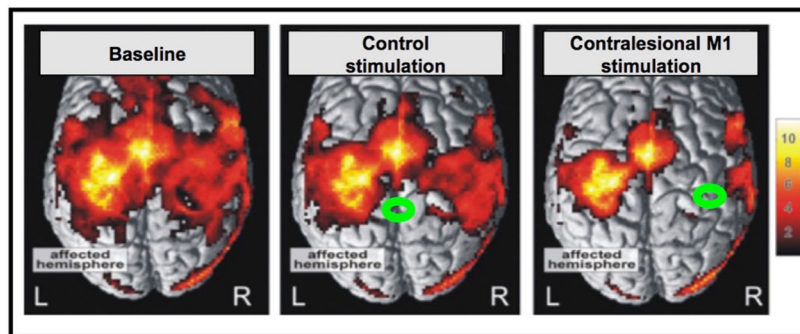 Baseline
Control
stimulation
Contralesional M1
stimulation
affected
hemisphere
L
R
affected
hemisphere
L
R
affected
hemisphere
L
R
10
8
6
4
2